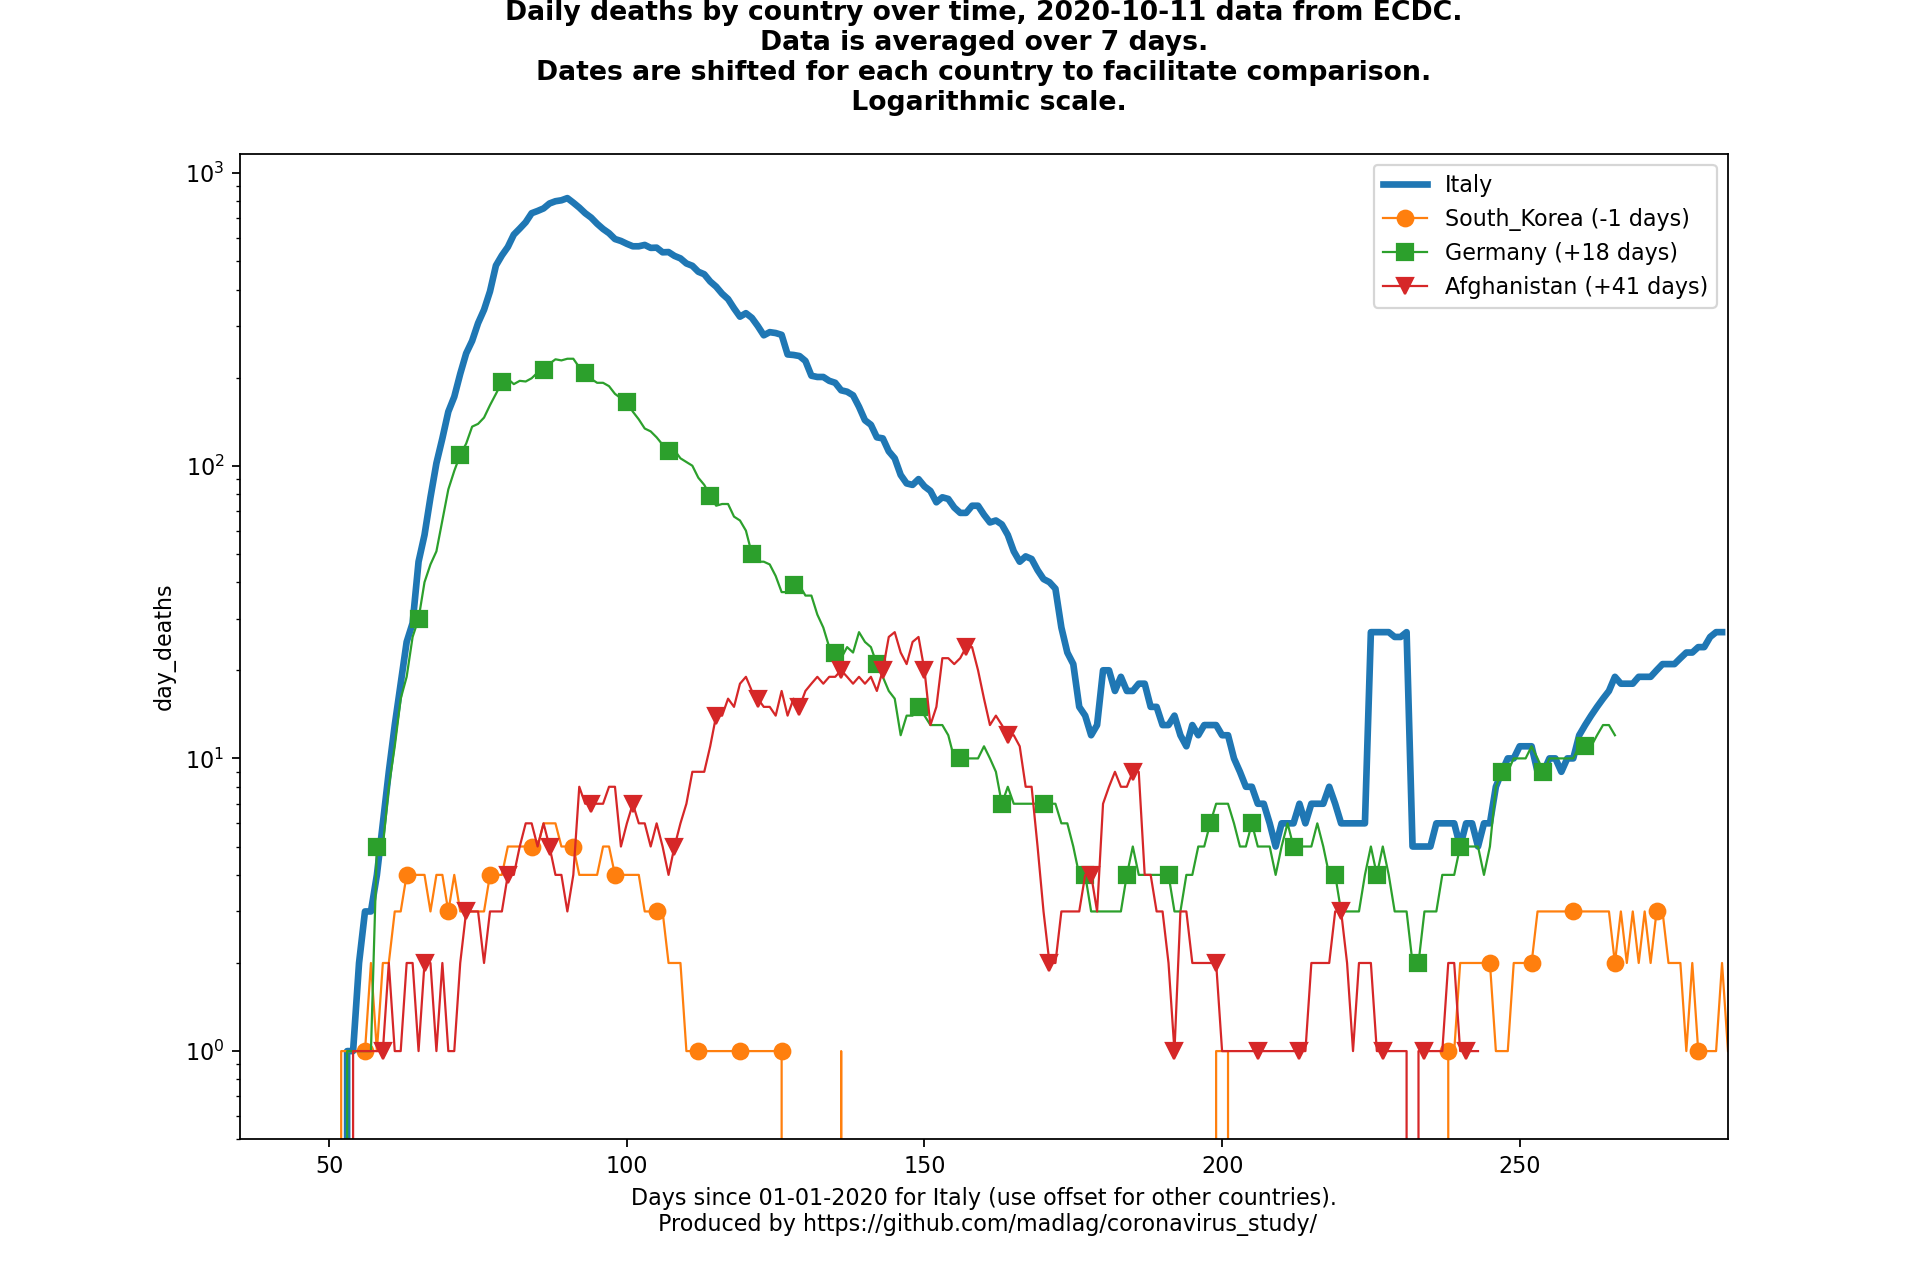 Daily deaths by country over time, 2020-10-11 data from ECDC.
Data is averaged over 7 days.
Dates are shifted for each country to facilitate comparison.
Logarithmic scale.
10³
10²
10¹
10⁰
day_deaths
Italy
South_Korea (-1 days)
Germany (+18 days)
Afghanistan (+41 days)
50 100 150 200 250
Days since 01-01-2020 for Italy (use offset for other countries).
Produced by https://github.com/madlag/coronavirus_study/